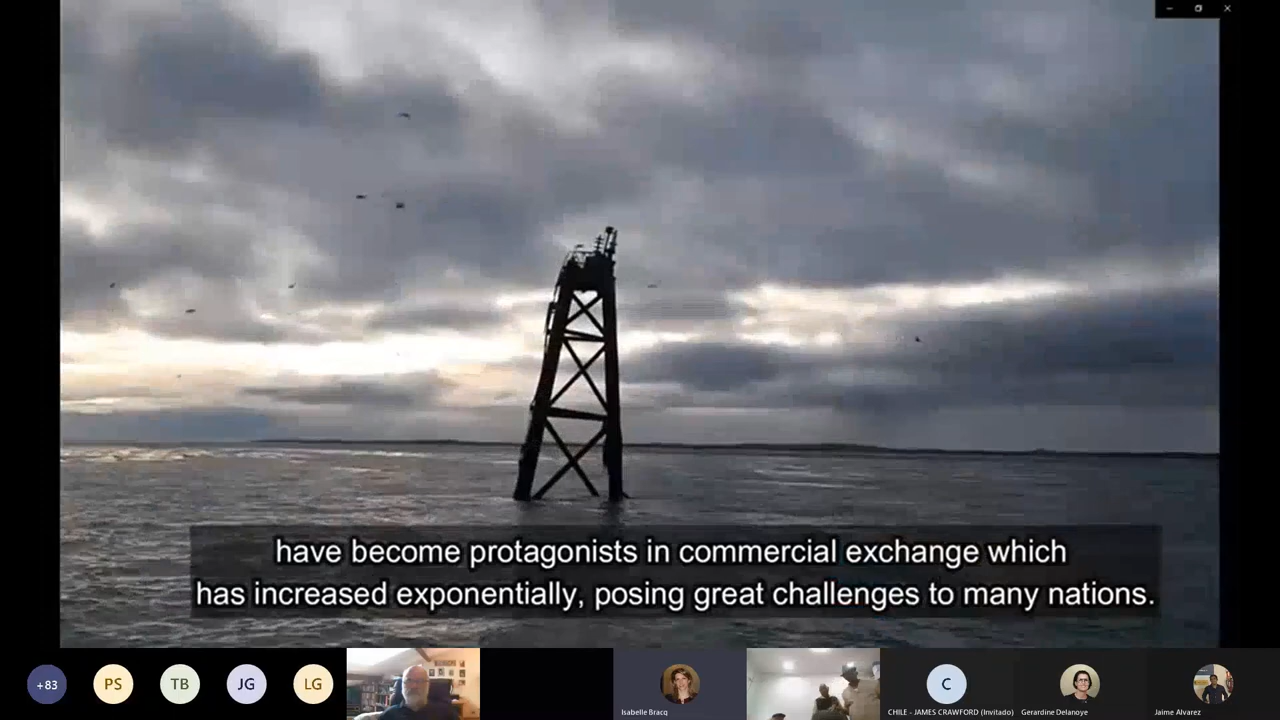 have become protagonists in commercial exchange which
has increased exponentially, posing great challenges to many nations.
+83
PS
TB
JG
LG
C
Isabelle Bracq
CHILE - JAMES CRAWFORD (Invitado)
Gerardine Delanoye
Jaime Alvarez